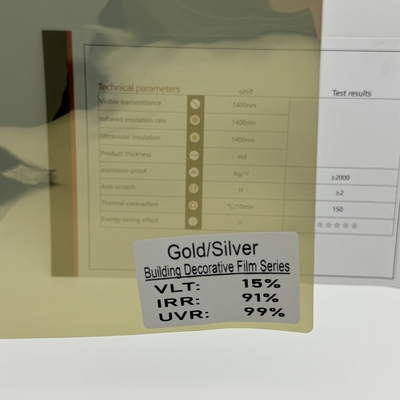 Technical parameters unit Test results
Visible transmittance 1400nm
Infrared insulation rate 1400nm
Ultraviolet insulation 1400nm
Product thickness mil
explosion-proof kg/㎡ ≥2000
Anti scratch H ≥2
Thermal contraction °C/10min 150
Energy saving effect ☆☆☆☆☆
Gold/Silver
Building Decorative Film Series
VLT: 15%
IRR: 91%
UVR: 99%